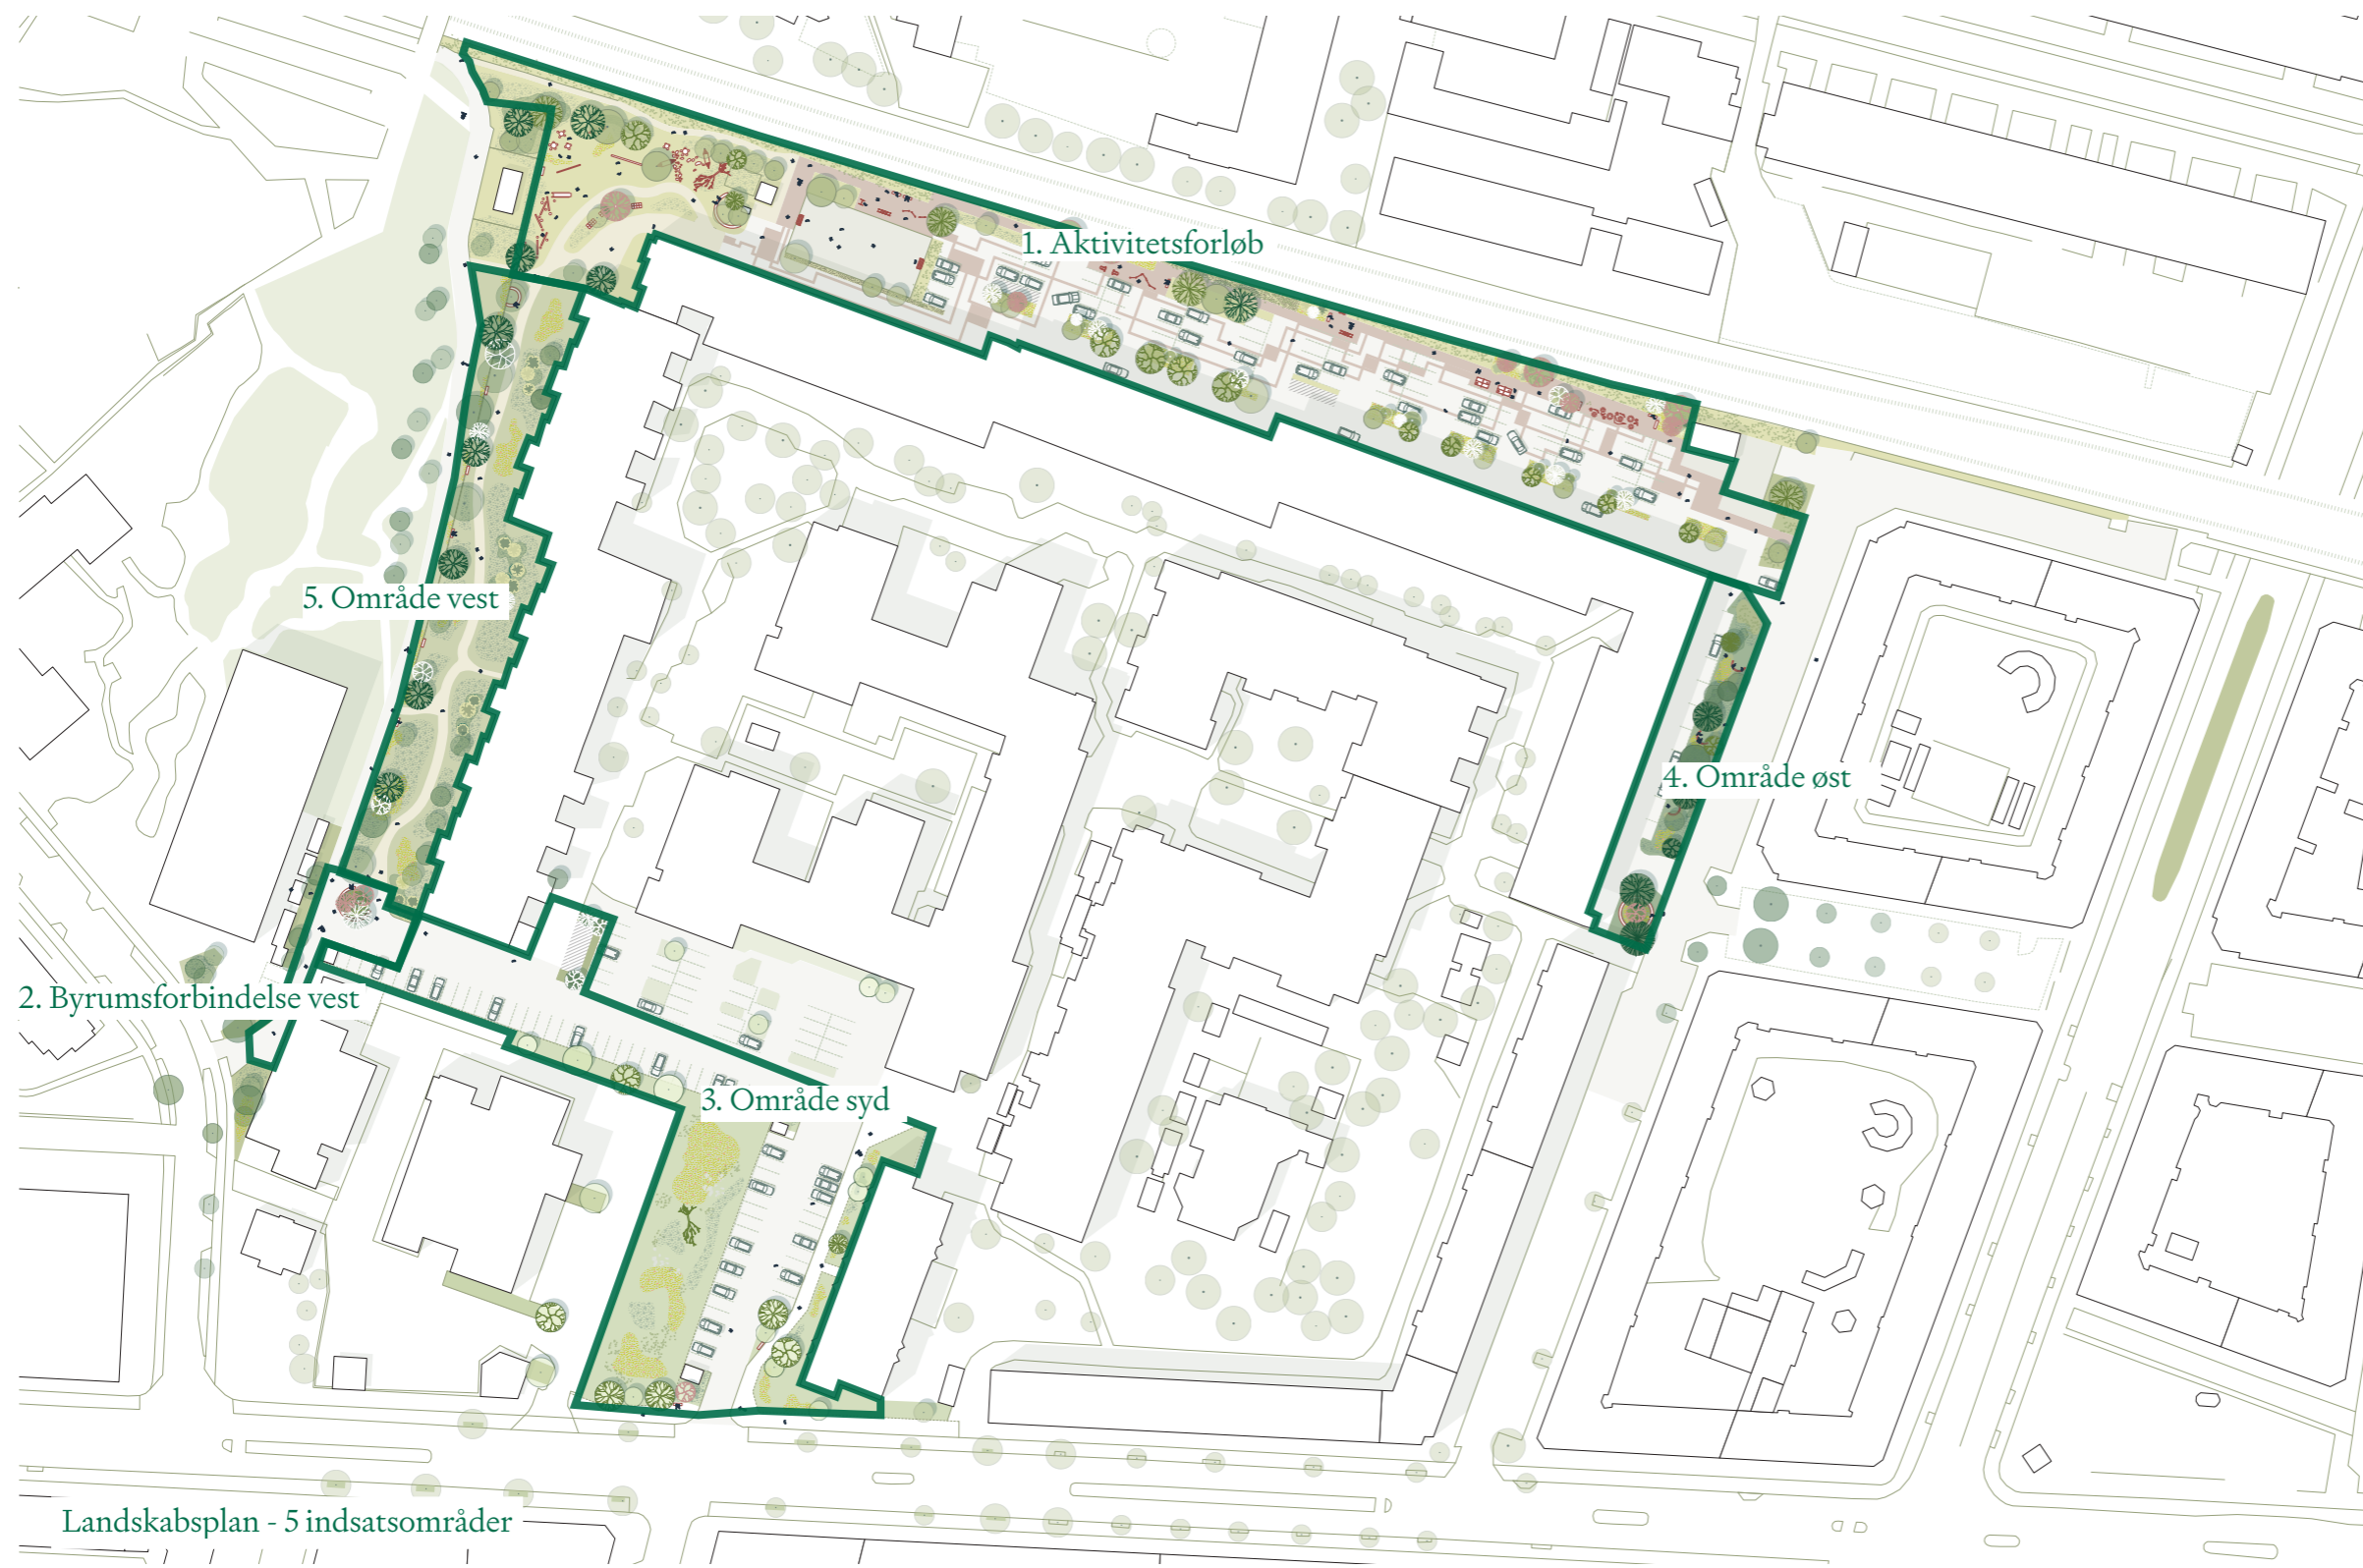 1. Aktivitetsforløb
5. Område vest
4. Område øst
2. Byrumsforbindelse vest
3. Område syd
Landskabsplan - 5 indsatsområder